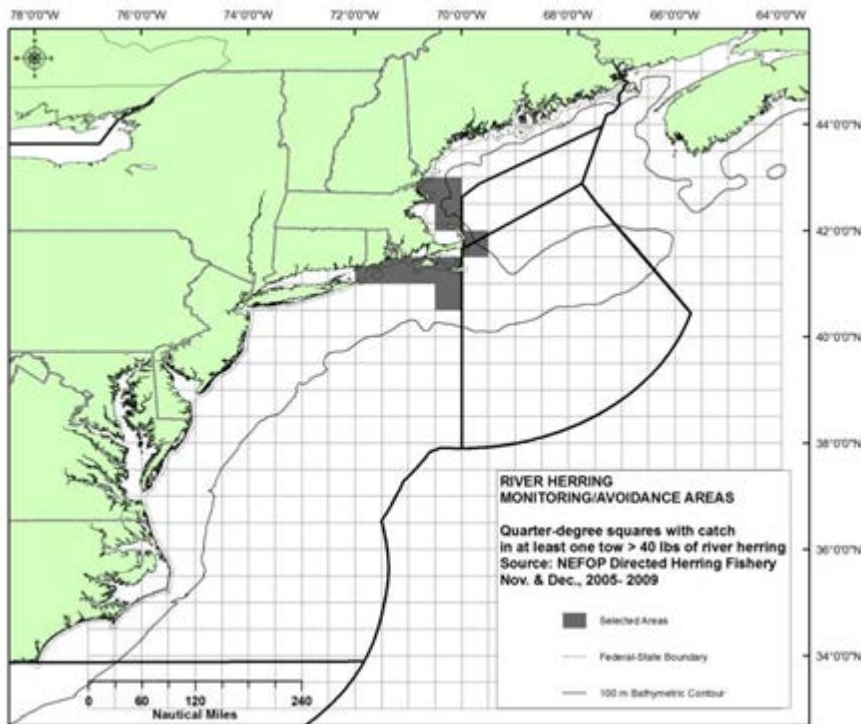 78°0'0"W 76°0'0"W 74°0'0"W 72°0'0"W 70°0'0"W 68°0'0"W 66°0'0"W 64°0'0"W
44°0'0"N
42°0'0"N
40°0'0"N
38°0'0"N
36°0'0"N
34°0'0"N
RIVER HERRING
MONITORING/AVOIDANCE AREAS
Quarter-degree squares with catch
in at least one tow > 40 lbs of river herring
Source: NEFOP Directed Herring Fishery
Nov. & Dec., 2005- 2009
Selected Areas
Federal-State Boundary
100 m Bathymetric Contour
0 60 120 240
Nautical Miles